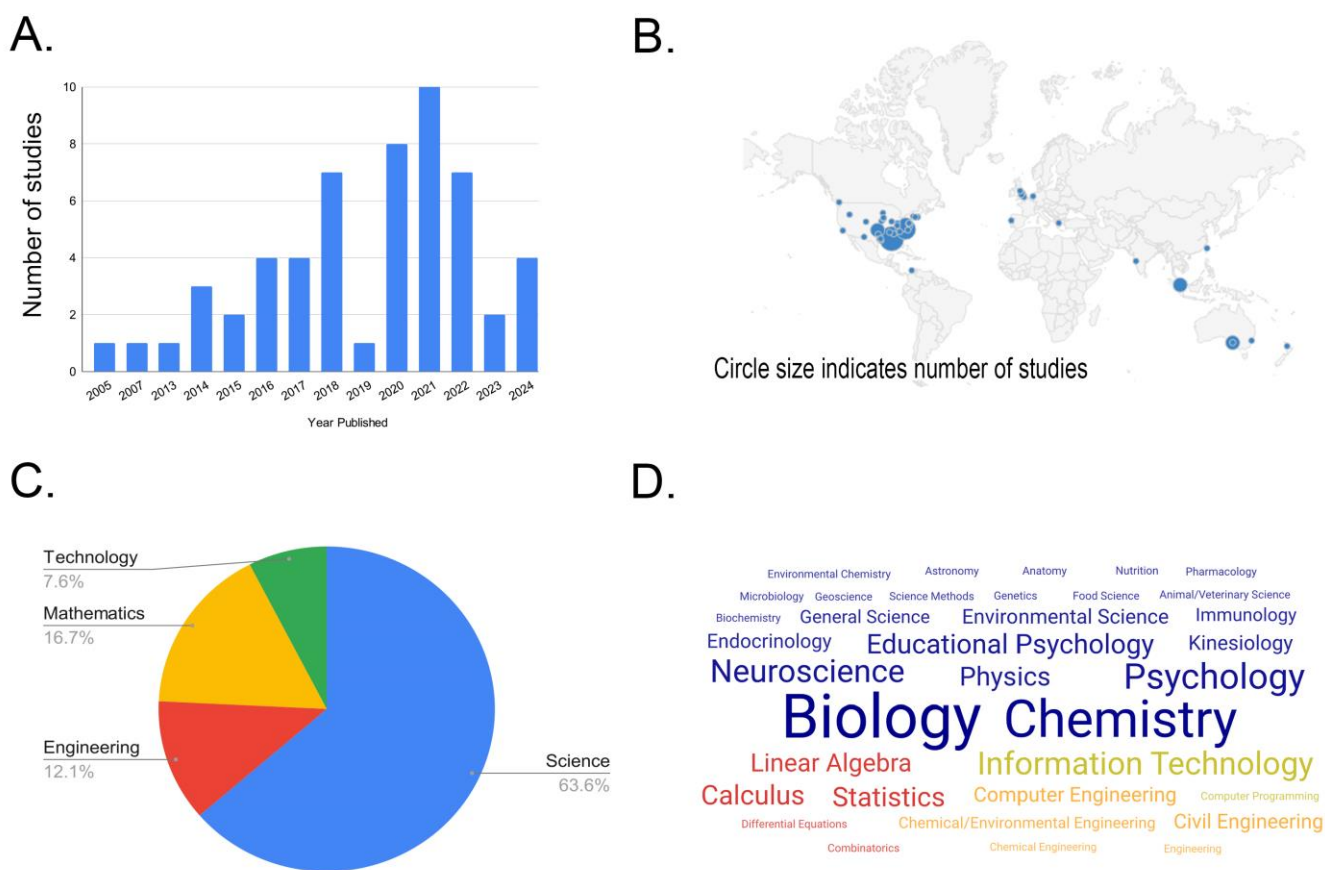 A.
Number of studies
10
8
6
4
2
0
2005 2007 2013 2014 2015 2016 2017 2018 2019 2020 2021 2022 2023 2024
Year Published
B.
Circle size indicates number of studies
C.
Technology
7.6%
Mathematics
16.7%
Engineering
12.1%
Science
63.6%
D.
Environmental Chemistry Astronomy Anatomy Nutrition Pharmacology
Microbiology Geoscience Science Methods Genetics Food Science Animal/Veterinary Science
Biochemistry General Science Environmental Science Immunology
Endocrinology Educational Psychology Kinesiology
Neuroscience Physics Psychology
Biology Chemistry
Linear Algebra Information Technology
Calculus Statistics Computer Engineering Computer Programming
Differential Equations Chemical/Environmental Engineering Civil Engineering
Combinatorics Chemical Engineering Engineering